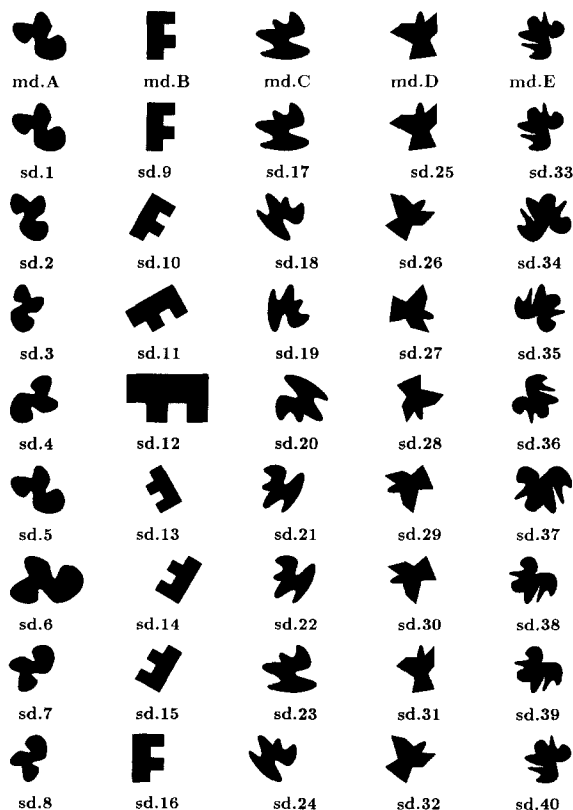 md.A md.B md.C md.D md.E
sd.1 sd.9 sd.17 sd.25 sd.33
sd.2 sd.10 sd.18 sd.26 sd.34
sd.3 sd.11 sd.19 sd.27 sd.35
sd.4 sd.12 sd.20 sd.28 sd.36
sd.5 sd.13 sd.21 sd.29 sd.37
sd.6 sd.14 sd.22 sd.30 sd.38
sd.7 sd.15 sd.23 sd.31 sd.39
sd.8 sd.16 sd.24 sd.32 sd.40